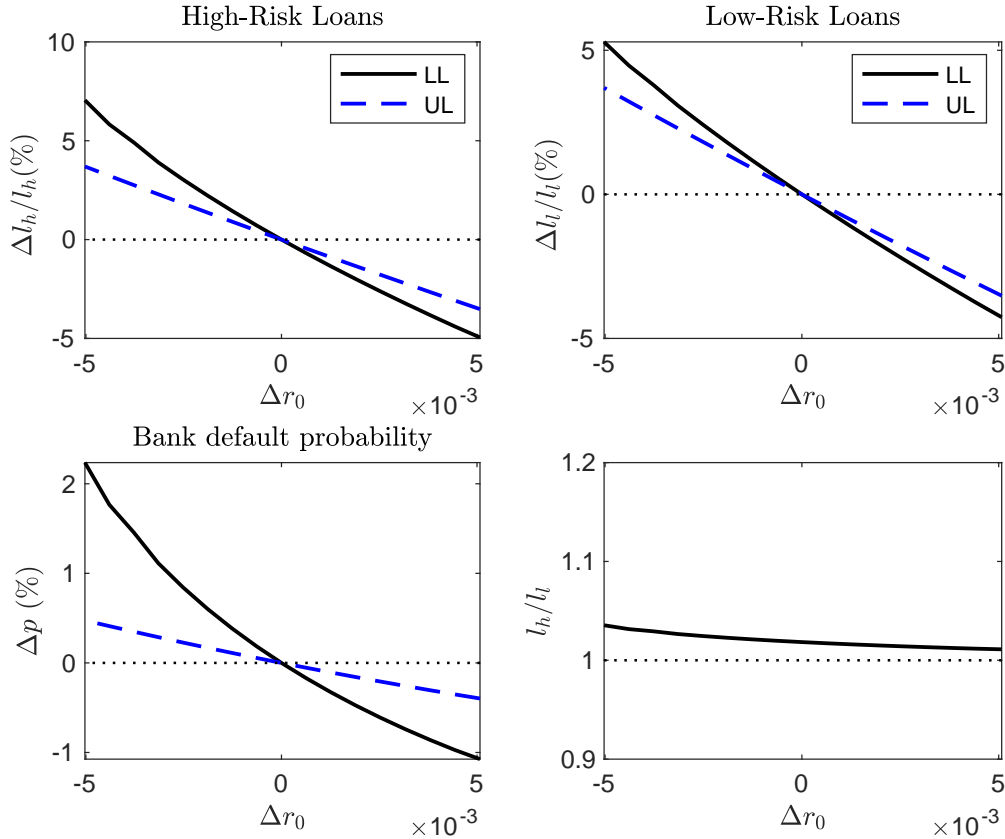 High-Risk Loans
10
5
0
-5
Δl_h/l_h(%)
LL
UL
-5 0 5
Δr_0
×10^-3
Low-Risk Loans
5
0
-5
Δl_l/l_l(%)
LL
UL
-5 0 5
Δr_0
×10^-3
Bank default probability
2
1
0
-1
Δp (%)
-5 0 5
Δr_0
×10^-3
1.2
1.1
1
0.9
l_h/l_l
-5 0 5
Δr_0
×10^-3